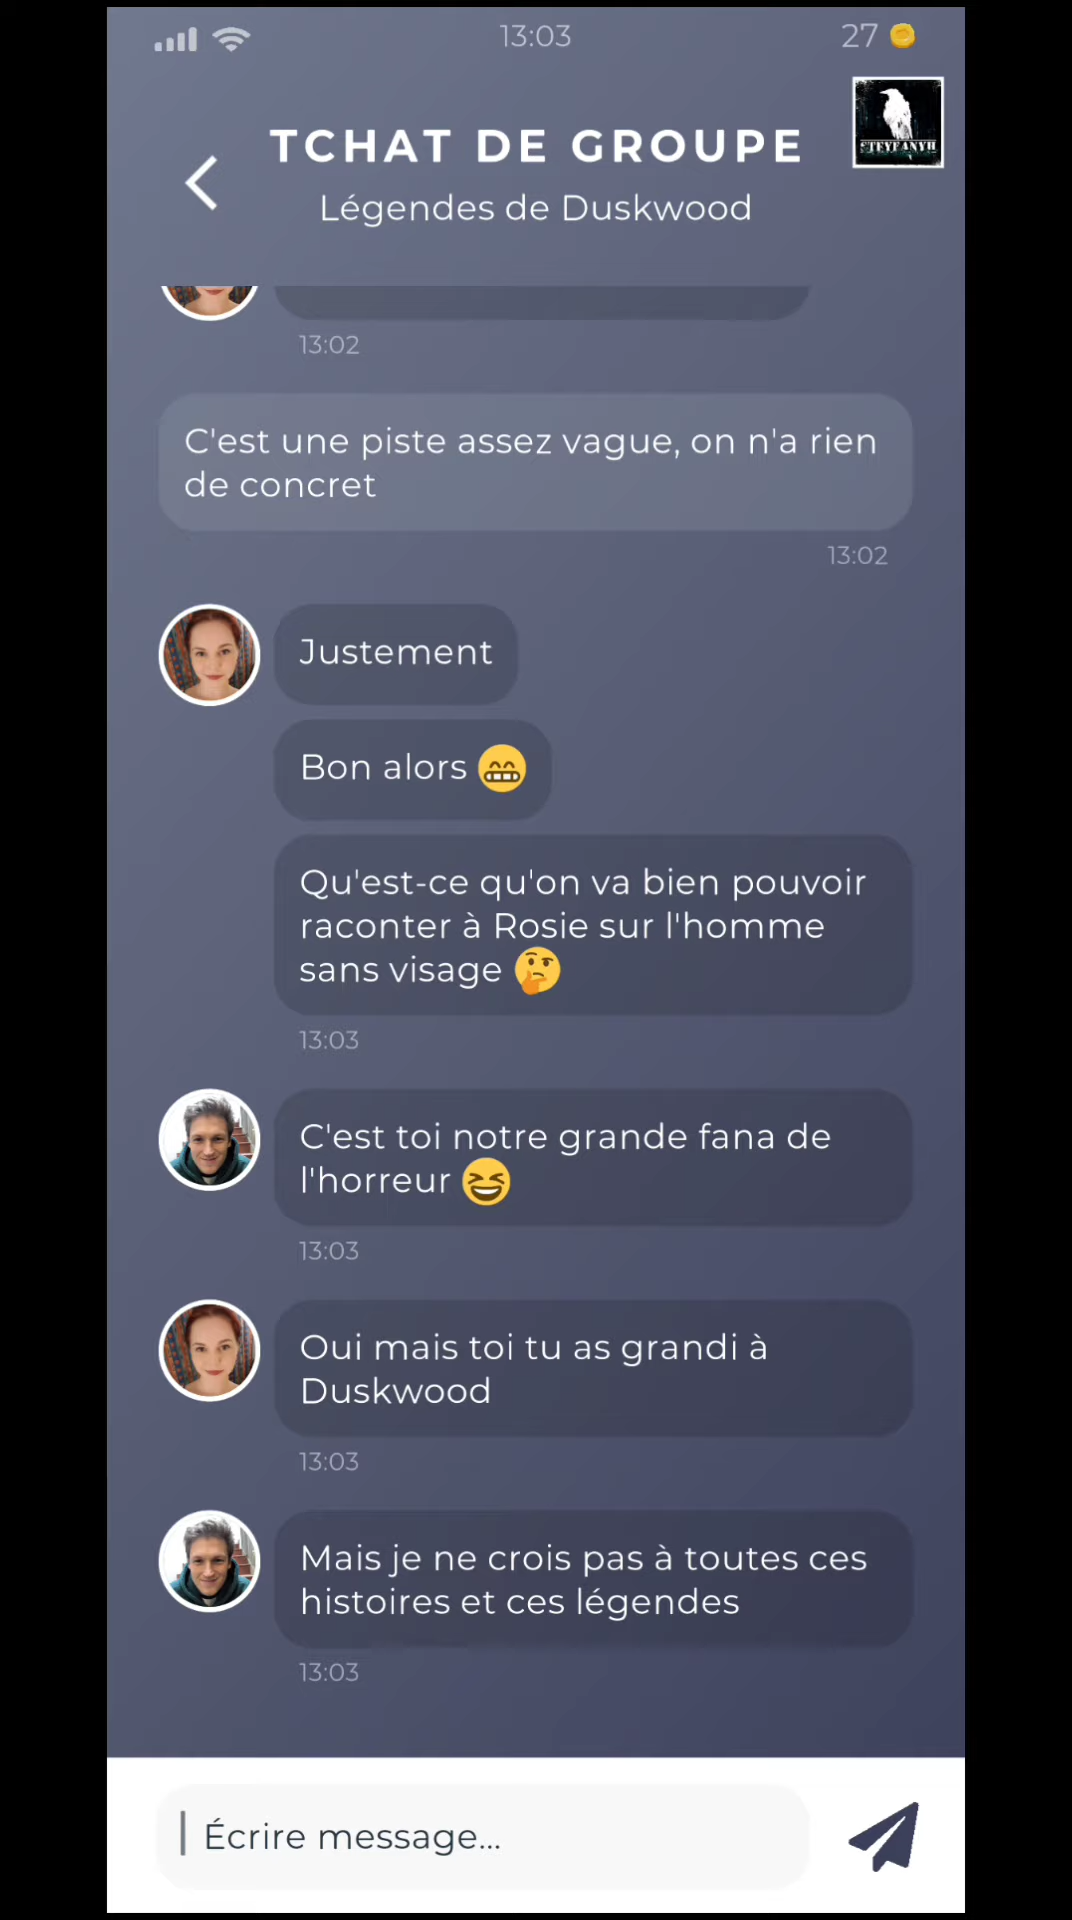 13:03
27
STEYFANYH
TCHAT DE GROUPE
Légendes de Duskwood
13:02
C'est une piste assez vague, on n'a rien
de concret
13:02
Justement
Bon alors 😁
Qu'est-ce qu'on va bien pouvoir
raconter à Rosie sur l'homme
sans visage 🤔
13:03
C'est toi notre grande fana de
l'horreur 😆
13:03
Oui mais toi tu as grandi à
Duskwood
13:03
Mais je ne crois pas à toutes ces
histoires et ces légendes
13:03
Écrire message...